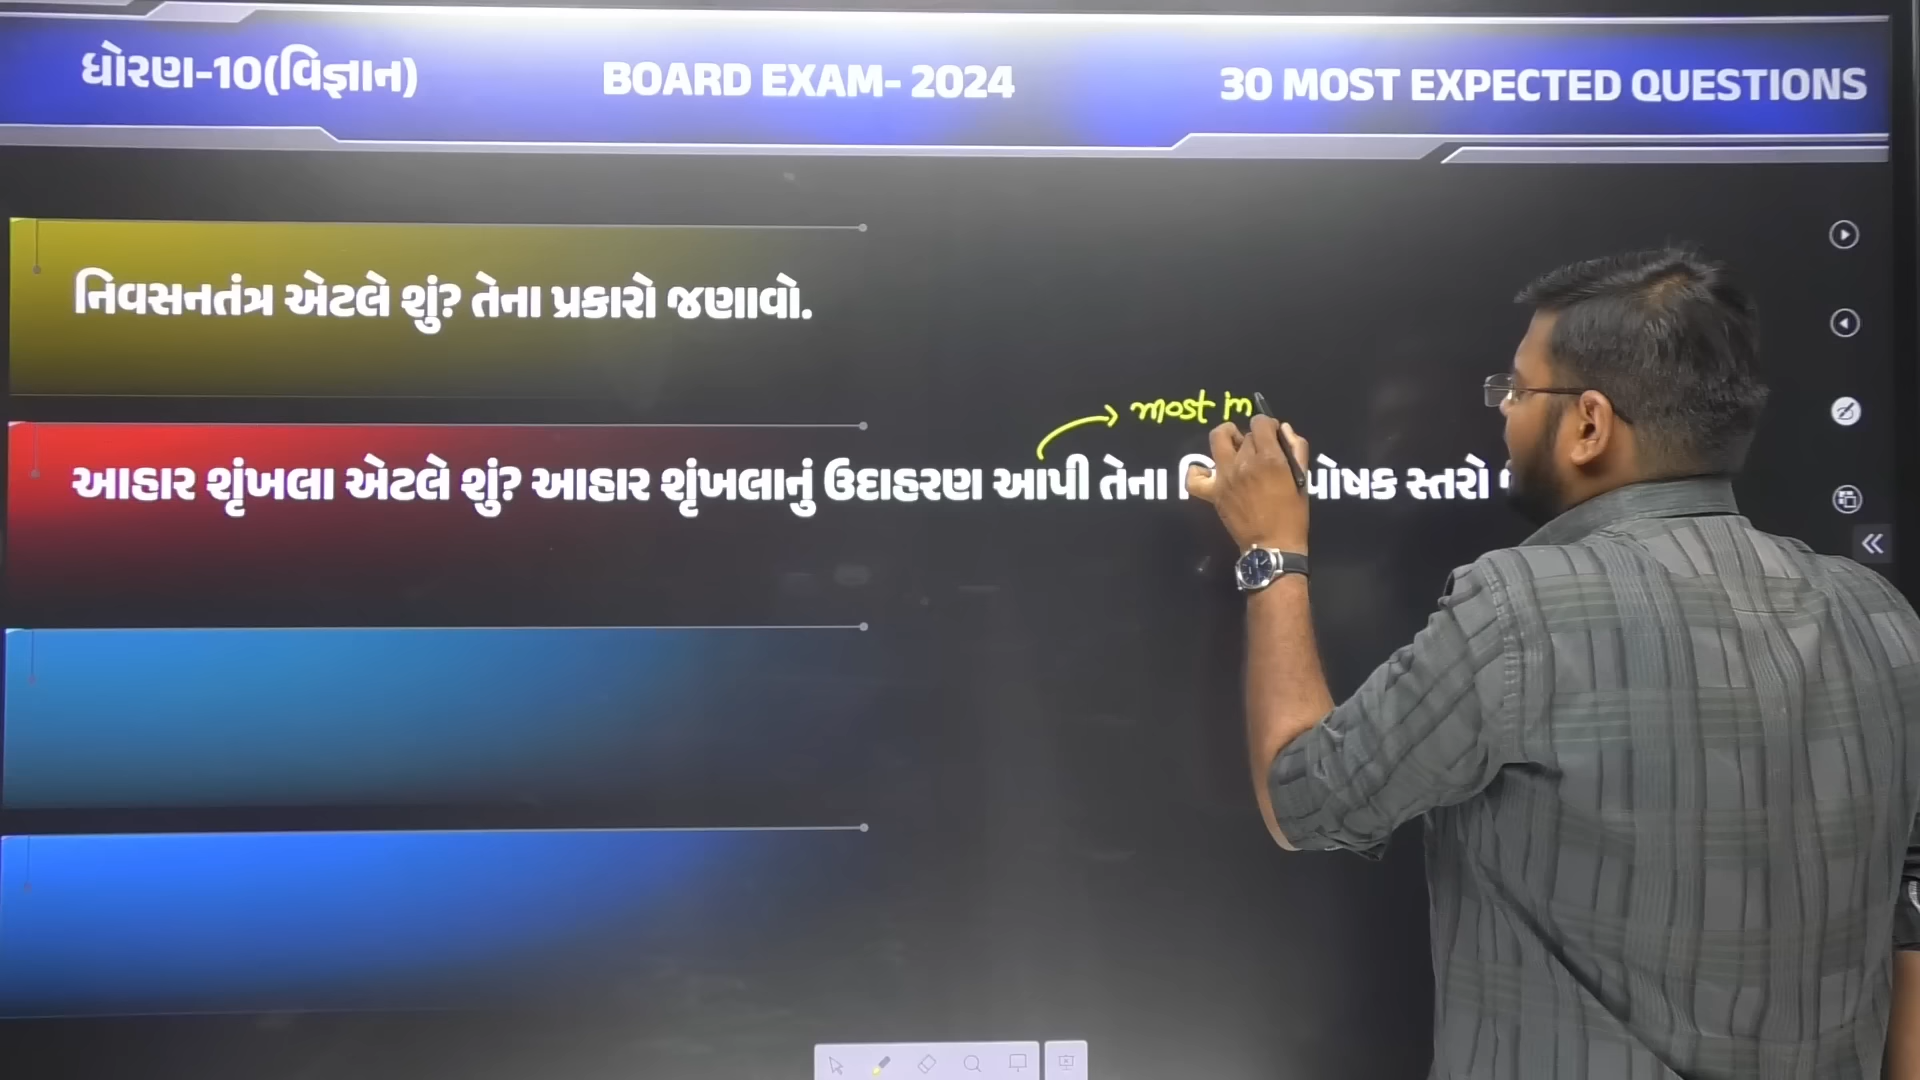 ધોરણ-10(વિજ્ઞાન) BOARD EXAM- 2024 30 MOST EXPECTED QUESTIONS
નિવસનતંત્ર એટલે શું? તેના પ્રકારો જણાવો.
most im
આહાર શૃંખલા એટલે શું? આહાર શૃંખલાનું ઉદાહરણ આપી તેના પોષક સ્તરો